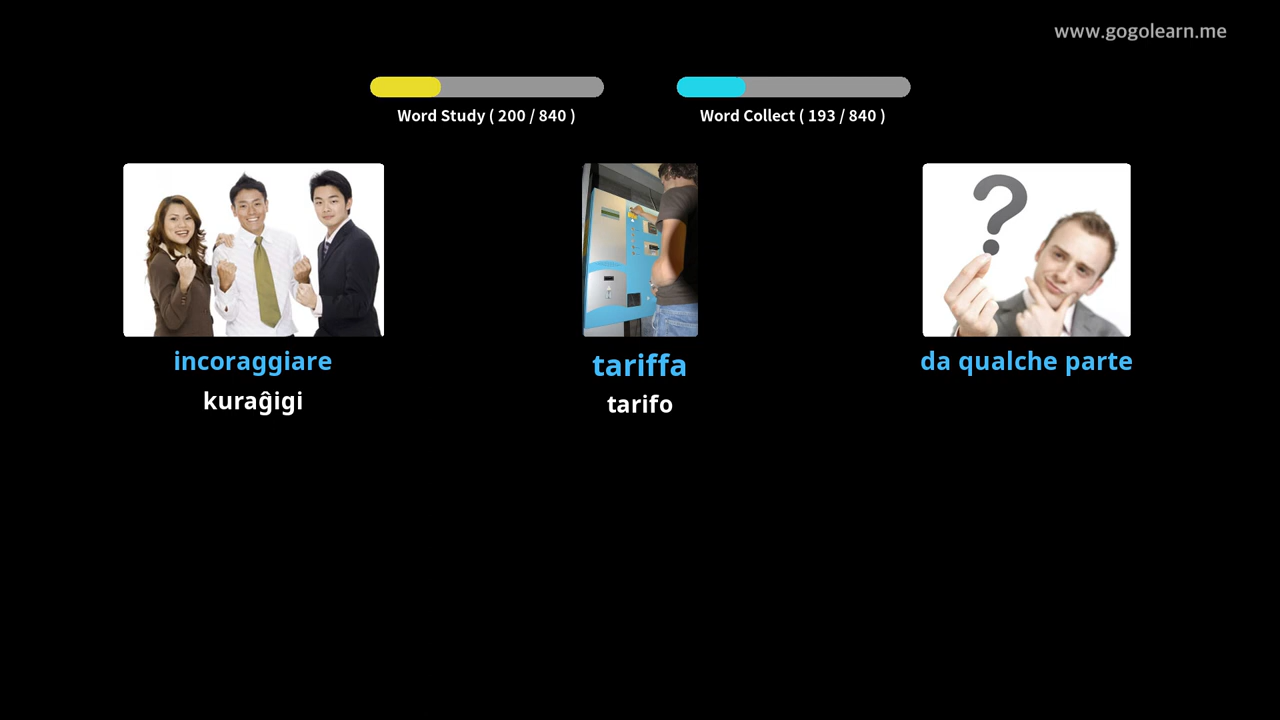 www.gogolearn.me
Word Study ( 200 / 840 )
Word Collect ( 193 / 840 )
incoraggiare
kuraĝigi
tariffa
tarifo
da qualche parte